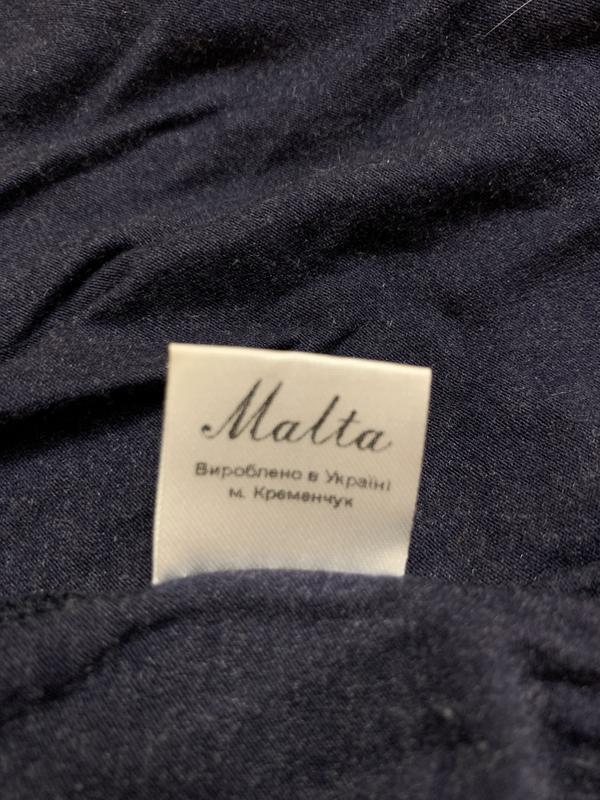 Malta
Вироблено в Україні
м. Кременчук